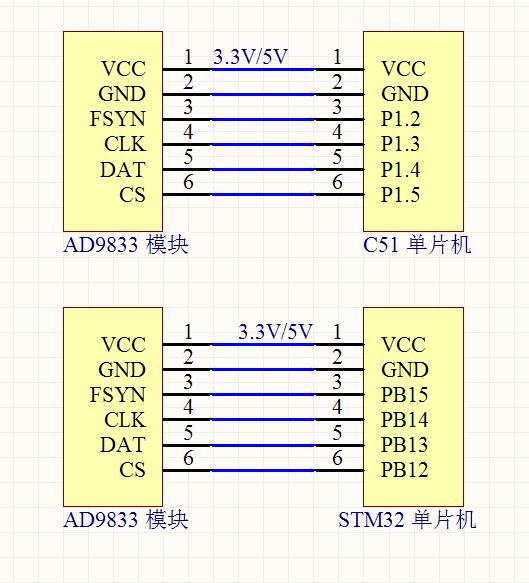 1 3.3V/5V 1
VCC VCC
2 2
GND GND
3 3
FSYN P1.2
4 4
CLK P1.3
5 5
DAT P1.4
6 6
CS P1.5
AD9833 模块 C51 单片机
1 3.3V/5V 1
VCC VCC
2 2
GND GND
3 3
FSYN PB15
4 4
CLK PB14
5 5
DAT PB13
6 6
CS PB12
AD9833 模块 STM32 单片机